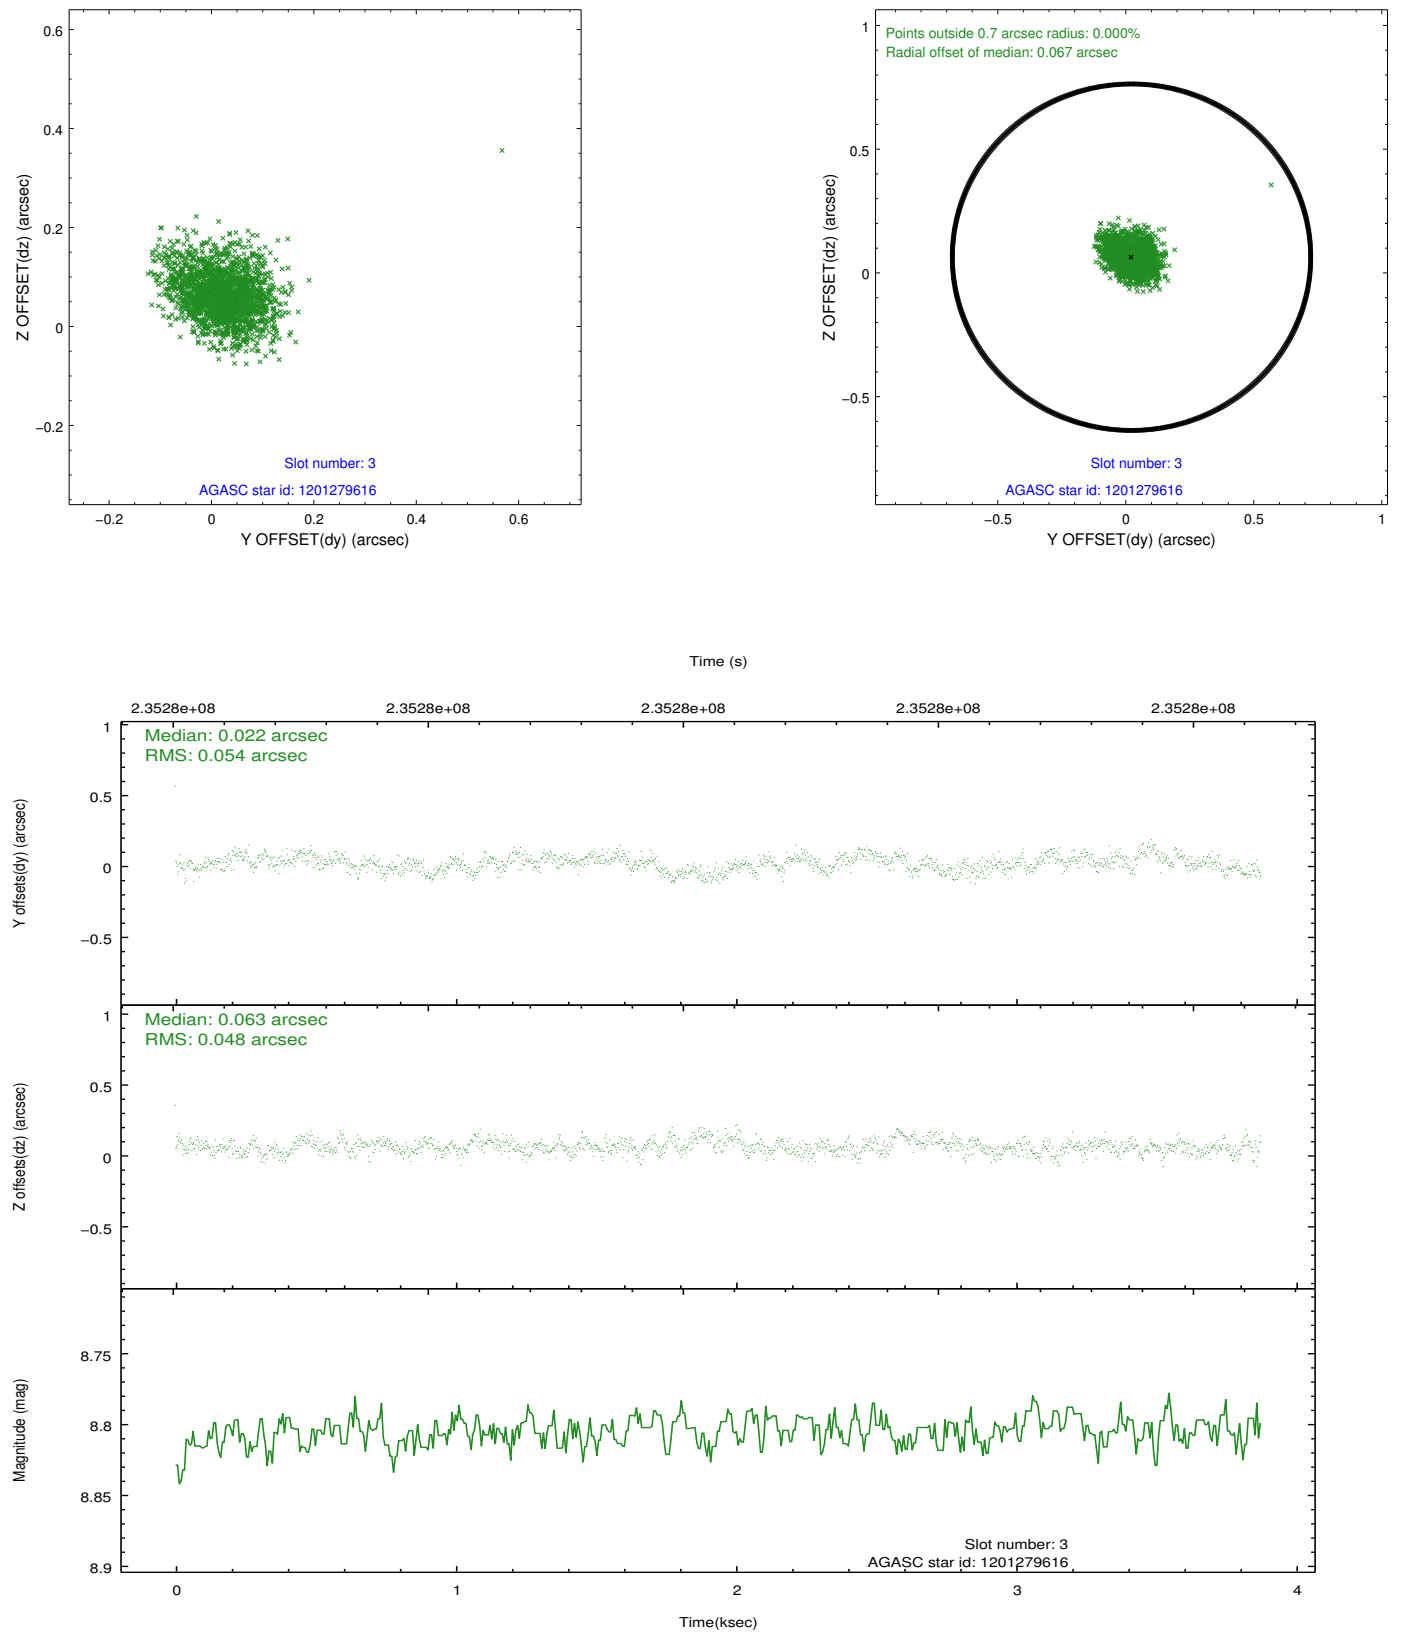 0.6
0.4
0.2
0
−0.2
Z OFFSET(dz) (arcsec)
Slot number: 3
AGASC star id: 1201279616
−0.2 0 0.2 0.4 0.6
Y OFFSET(dy) (arcsec)
Points outside 0.7 arcsec radius: 0.000%
Radial offset of median: 0.067 arcsec
1
0.5
0
−0.5
Z OFFSET(dz) (arcsec)
Slot number: 3
AGASC star id: 1201279616
−0.5 0 0.5 1
Y OFFSET(dy) (arcsec)
Time (s)
2.3528e+08 2.3528e+08 2.3528e+08 2.3528e+08 2.3528e+08
Median: 0.022 arcsec
RMS: 0.054 arcsec
1
0.5
0
−0.5
Y offsets(dy) (arcsec)
Median: 0.063 arcsec
RMS: 0.048 arcsec
1
0.5
0
−0.5
Z offsets(dz) (arcsec)
8.75
8.8
8.85
8.9
Magnitude (mag)
Slot number: 3
AGASC star id: 1201279616
0 1 2 3 4
Time(ksec)